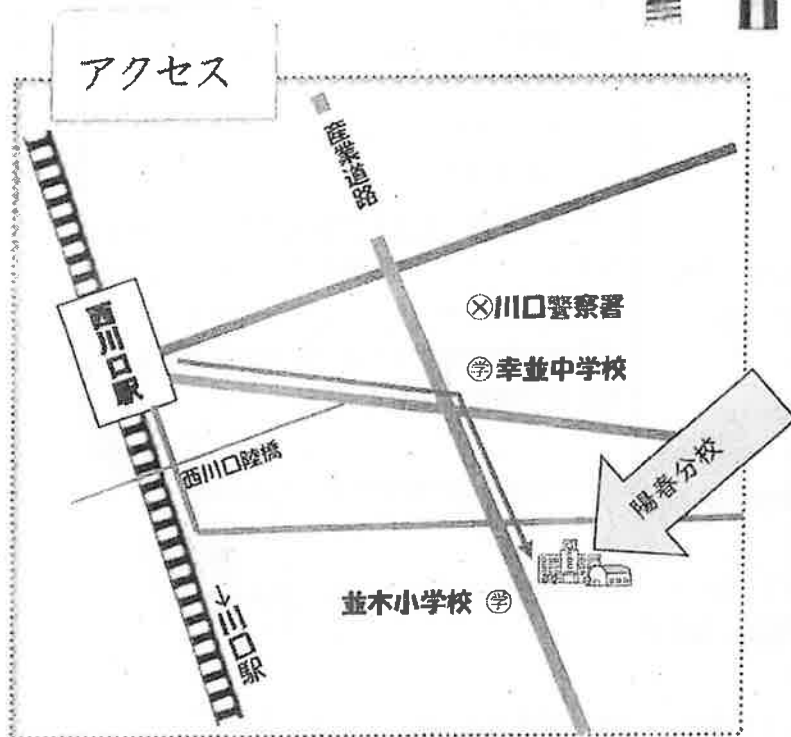 アクセス
産業道路
川口警察署
学 幸並中学校
西川口駅
西川口陸橋
陽春分校
並木小学校 学
川口駅